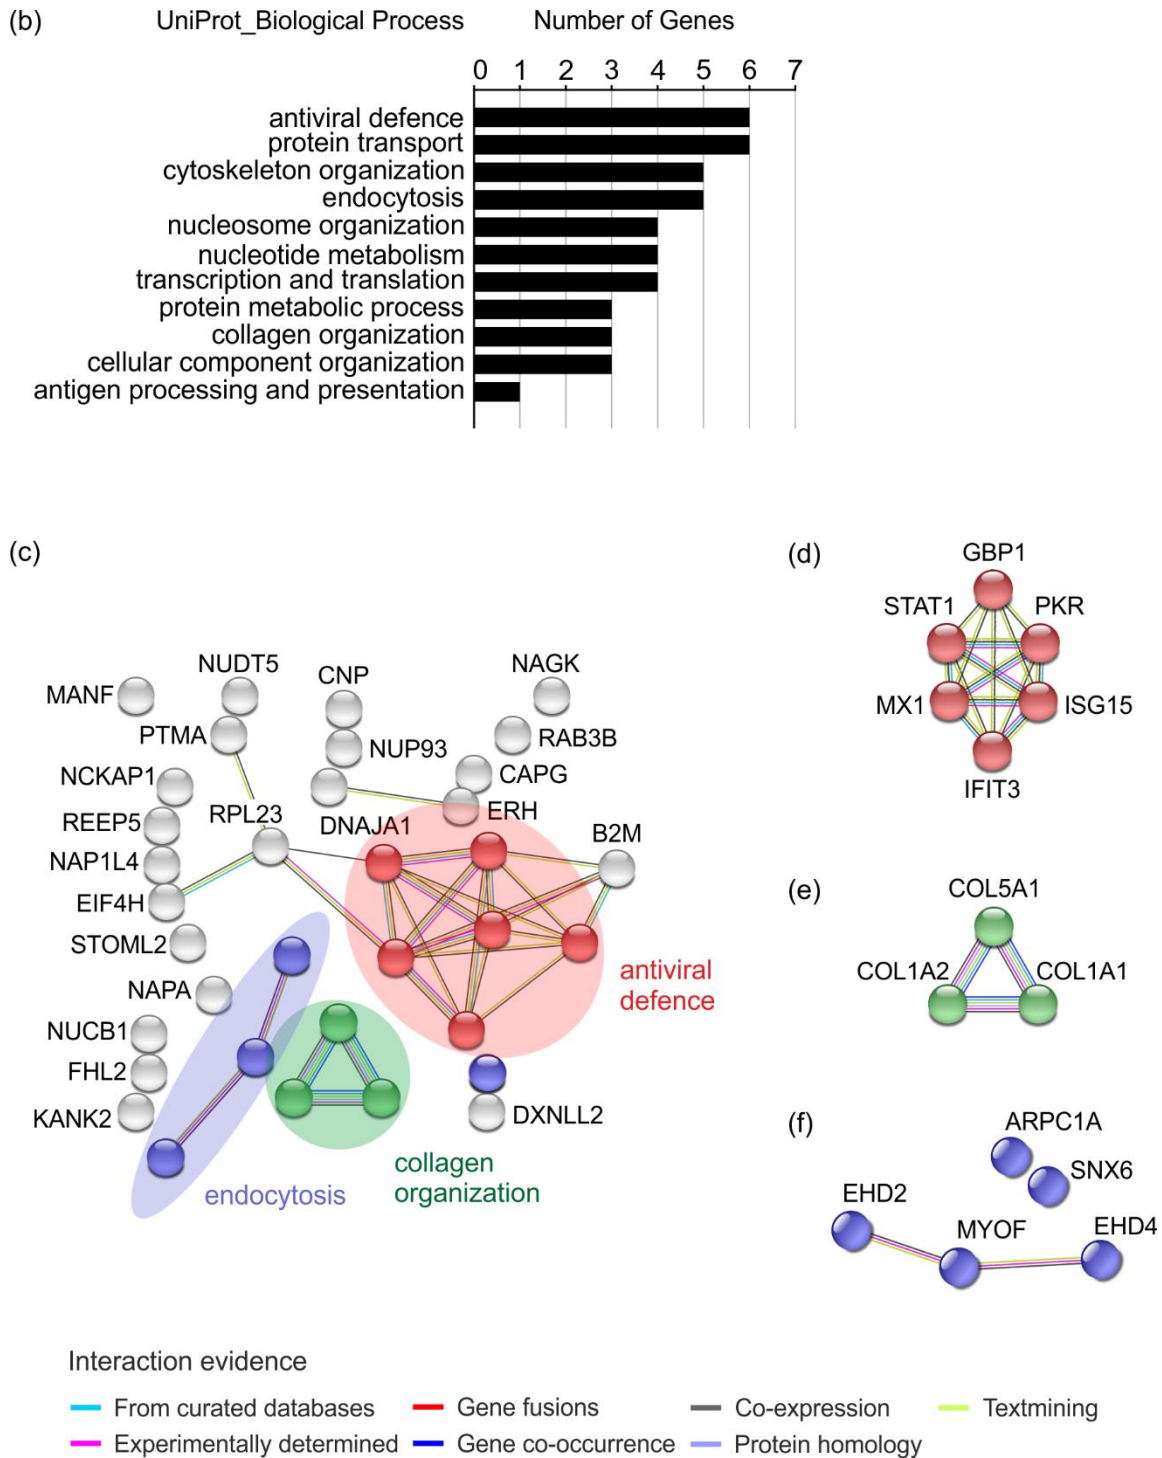 (b)
UniProt_Biological Process
Number of Genes
0 1 2 3 4 5 6 7
antiviral defence
protein transport
cytoskeleton organization
endocytosis
nucleosome organization
nucleotide metabolism
transcription and translation
protein metabolic process
collagen organization
cellular component organization
antigen processing and presentation
(c)
MANF
NUDT5
PTMA
CNP
NUP93
NAGK
RAB3B
CAPG
ERH
NCKAP1
REEP5
NAP1L4
EIF4H
STOML2
RPL23
DNAJA1
B2M
NAPA
NUCB1
FHL2
KANK2
DXNLL2
antiviral
defence
collagen
organization
endocytosis
(d)
GBP1
STAT1
PKR
MX1
ISG15
IFIT3
(e)
COL5A1
COL1A2
COL1A1
(f)
ARPC1A
SNX6
EHD2
MYOF
EHD4
Interaction evidence
From curated databases
Gene fusions
Co-expression
Textmining
Experimentally determined
Gene co-occurrence
Protein homology